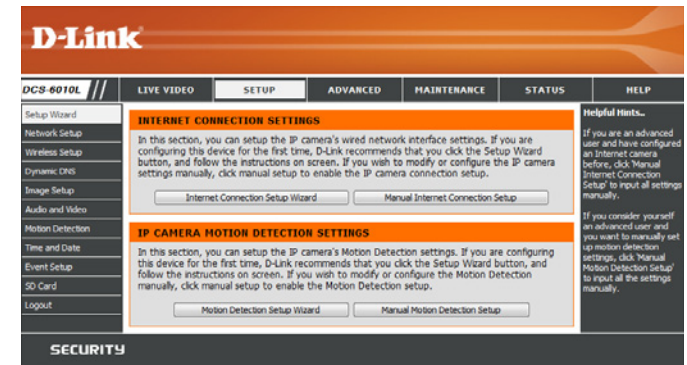 D-Link
DCS-6010L
LIVE VIDEO
SETUP
ADVANCED
MAINTENANCE
STATUS
HELP
Setup Wizard
Network Setup
Wireless Setup
Dynamic DNS
Image Setup
Audio and Video
Motion Detection
Time and Date
Event Setup
SD Card
Logout
INTERNET CONNECTION SETTINGS
In this section, you can setup the IP camera's wired network interface settings. If you are
configuring this device for the first time, D-Link recommends that you click the Setup Wizard
button, and follow the instructions on screen. If you wish to modify or configure the IP camera
settings manually, click manual setup to enable the IP camera connection setup.
Internet Connection Setup Wizard
Manual Internet Connection Setup
IP CAMERA MOTION DETECTION SETTINGS
In this section, you can setup the IP camera's Motion Detection settings. If you are configuring
this device for the first time, D-Link recommends that you click the Setup Wizard button, and
follow the instructions on screen. If you wish to modify or configure the Motion Detection
manually, click manual setup to enable the Motion Detection setup.
Motion Detection Setup Wizard
Manual Motion Detection Setup
Helpful Hints..
If you are an advanced
user and have configured
an Internet camera
before, click 'Manual
Internet Connection
Setup' to input all settings
manually.
If you consider yourself
an advanced user and
you want to manually set
up motion detection
settings, click 'Manual
Motion Detection Setup'
to input all the settings
manually.
SECURITY